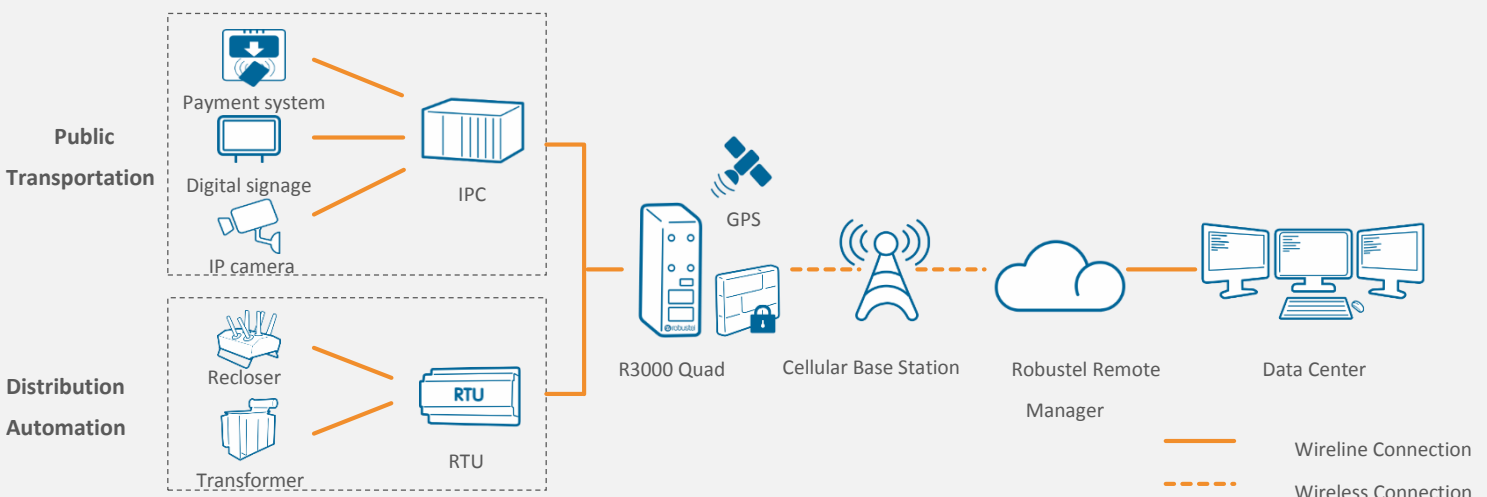 Public
Transportation
Payment system
Digital signage
IP camera
IPC
Distribution
Automation
Recloser
Transformer
RTU
RTU
robustel
R3000 Quad
GPS
Cellular Base Station
Robustel Remote
Manager
Data Center
Wireline Connection
Wireless Connection